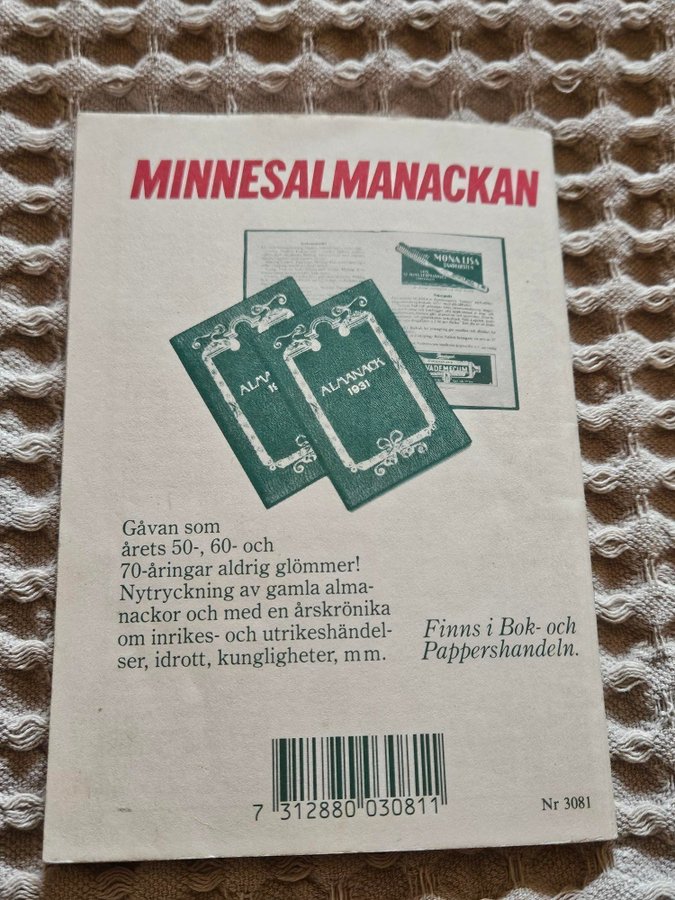 MINNESALMANACKAN
MONA LISA
ALMANACK
1931
VADEMECUM
Gåvan som
årets 50-, 60- och
70-åringar aldrig glömmer!
Nytryckning av gamla alma-
nackor och med en årskrönika
om inrikes- och utrikeshändel-
ser, idrott, kungligheter, m m.
Finns i Bok- och
Pappershandeln.
7 312880 030811
Nr 3081